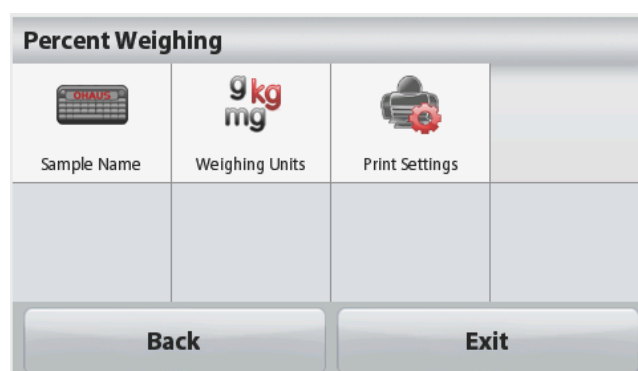 Percent Weighing
OHAUS
g kg
mg
Sample Name
Weighing Units
Print Settings
Back
Exit